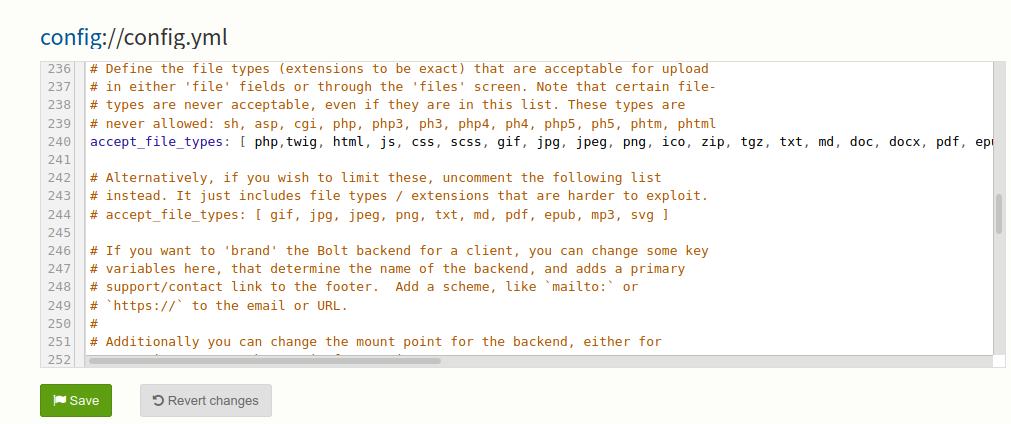 config://config.yml
236 # Define the file types (extensions to be exact) that are acceptable for upload
237 # in either 'file' fields or through the 'files' screen. Note that certain file-
238 # types are never acceptable, even if they are in this list. These types are
239 # never allowed: sh, asp, cgi, php, php3, ph3, php4, ph4, php5, ph5, phtm, phtml
240 accept_file_types: [ php,twig, html, js, css, scss, gif, jpg, jpeg, png, ico, zip, tgz, txt, md, doc, docx, pdf, epu
241
242 # Alternatively, if you wish to limit these, uncomment the following list
243 # instead. It just includes file types / extensions that are harder to exploit.
244 # accept_file_types: [ gif, jpg, jpeg, png, txt, md, pdf, epub, mp3, svg ]
245
246 # If you want to 'brand' the Bolt backend for a client, you can change some key
247 # variables here, that determine the name of the backend, and adds a primary
248 # support/contact link to the footer.  Add a scheme, like `mailto:` or
249 # `https://` to the email or URL.
250 #
251 # Additionally you can change the mount point for the backend, either for
252
Save
Revert changes